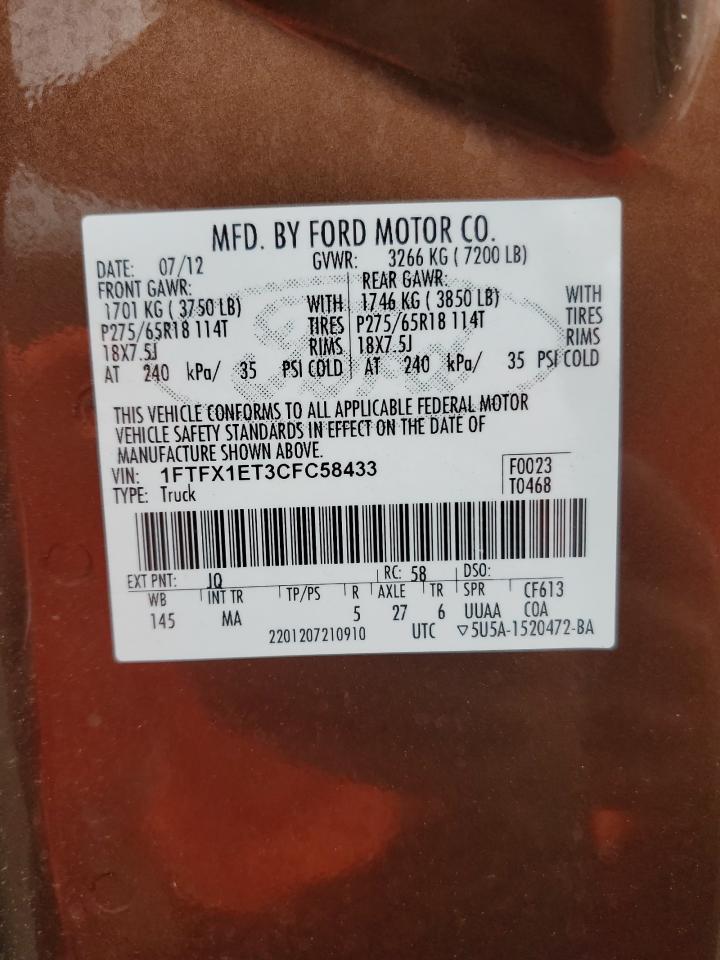 MFD. BY FORD MOTOR CO.
DATE: 07/12 GVWR: 3266 KG ( 7200 LB)
FRONT GAWR: REAR GAWR:
1701 KG ( 3750 LB) WITH 1746 KG ( 3850 LB) WITH
P275/65R18 114T TIRES P275/65R18 114T TIRES
18X7.5J RIMS 18X7.5J RIMS
AT 240 kPa/ 35 PSI COLD AT 240 kPa/ 35 PSI COLD
THIS VEHICLE CONFORMS TO ALL APPLICABLE FEDERAL MOTOR
VEHICLE SAFETY STANDARDS IN EFFECT ON THE DATE OF
MANUFACTURE SHOWN ABOVE.
VIN: 1FTFX1ET3CFC58433 F0023
TYPE: Truck T0468
EXT PNT: JQ RC: 58 DSO:
WB INT TR TP/PS R AXLE TR SPR CF613
145 MA 5 27 6 UUAA COA
2201207210910 UTC ▽5U5A-1520472-BA